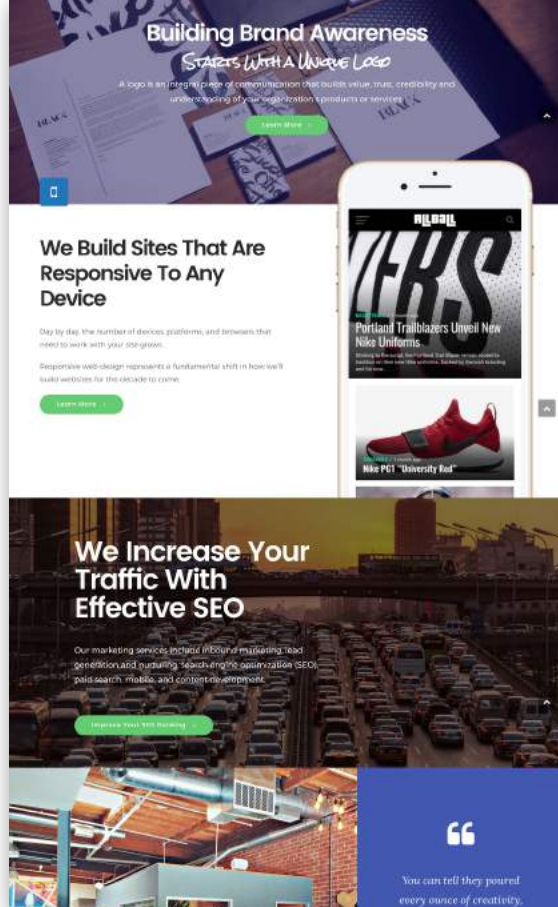 Building Brand Awareness
Starts With a Unique Logo
A logo is an integral piece of communication that builds value, trust, credibility and
understanding of your organization's products or services
BLACK
BLACK
Learn More
ALLBALL
We Build Sites That Are
Responsive To Any
Device
Day by day, the number of devices, platforms, and browsers that
need to work with your site grows.
Responsive web design represents a fundamental shift in how we'll
build websites for the decade to come.
Learn More
Portland Trailblazers Unveil New
Nike Uniforms
Nike PG1 "University Red"
We Increase Your
Traffic With
Effective SEO
Our marketing services include inbound marketing, lead
generation and nurturing, search engine optimization (SEO),
paid search, mobile, and content development.
Improve Your SEO Ranking
You can tell they poured
every ounce of creativity,